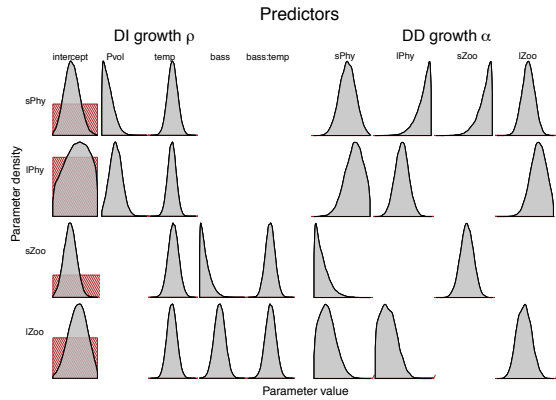 Predictors
DI growth ρ DD growth α
intercept Pvol temp bass bass:temp sPhy lPhy sZoo lZoo
sPhy
lPhy
sZoo
lZoo
Parameter density
Parameter value